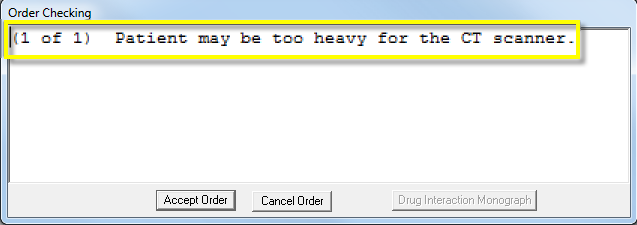 Order Checking
(1 of 1)  Patient may be too heavy for the CT scanner.
Accept Order
Cancel Order
Drug Interaction Monograph